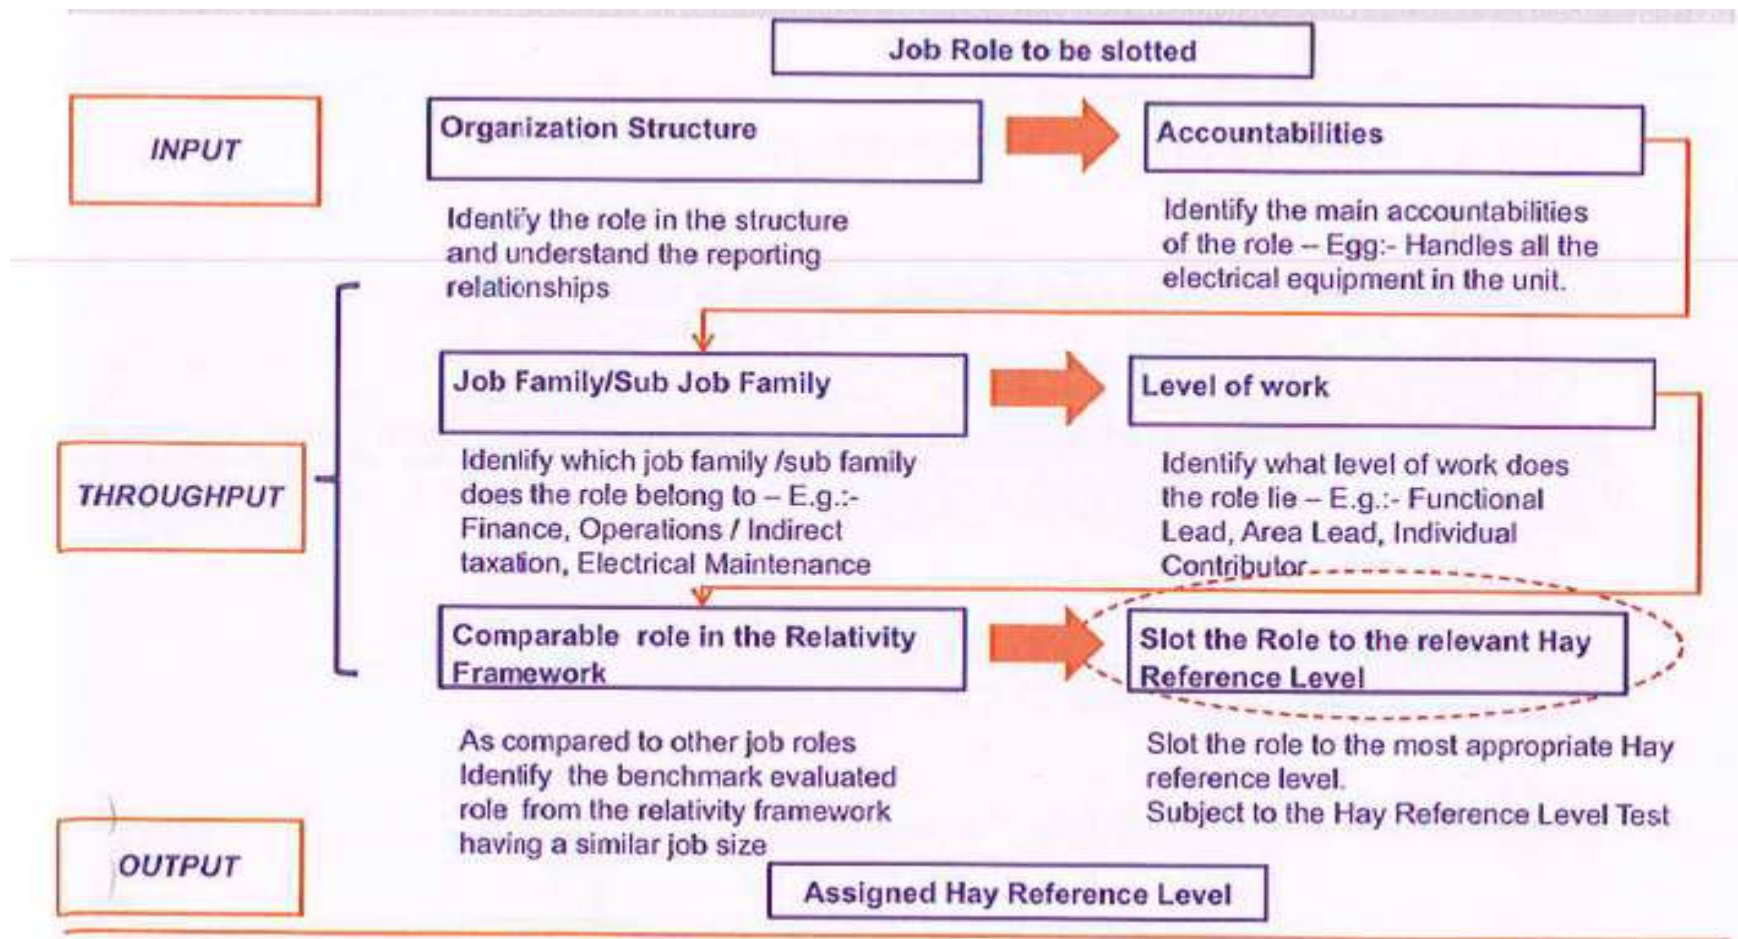 Job Role to be slotted
INPUT
Organization Structure
Accountabilities
Identify the role in the structure
and understand the reporting
relationships
Identify the main accountabilities
of the role – Egg:- Handles all the
electrical equipment in the unit.
THROUGHPUT
Job Family/Sub Job Family
Level of work
Identify which job family /sub family
does the role belong to – E.g.:-
Finance, Operations / Indirect
taxation, Electrical Maintenance
Identify what level of work does
the role lie – E.g.:- Functional
Lead, Area Lead, Individual
Contributor
Comparable role in the Relativity
Framework
Slot the Role to the relevant Hay
Reference Level
As compared to other job roles
Identify the benchmark evaluated
role from the relativity framework
having a similar job size
Slot the role to the most appropriate Hay
reference level.
Subject to the Hay Reference Level Test
OUTPUT
Assigned Hay Reference Level